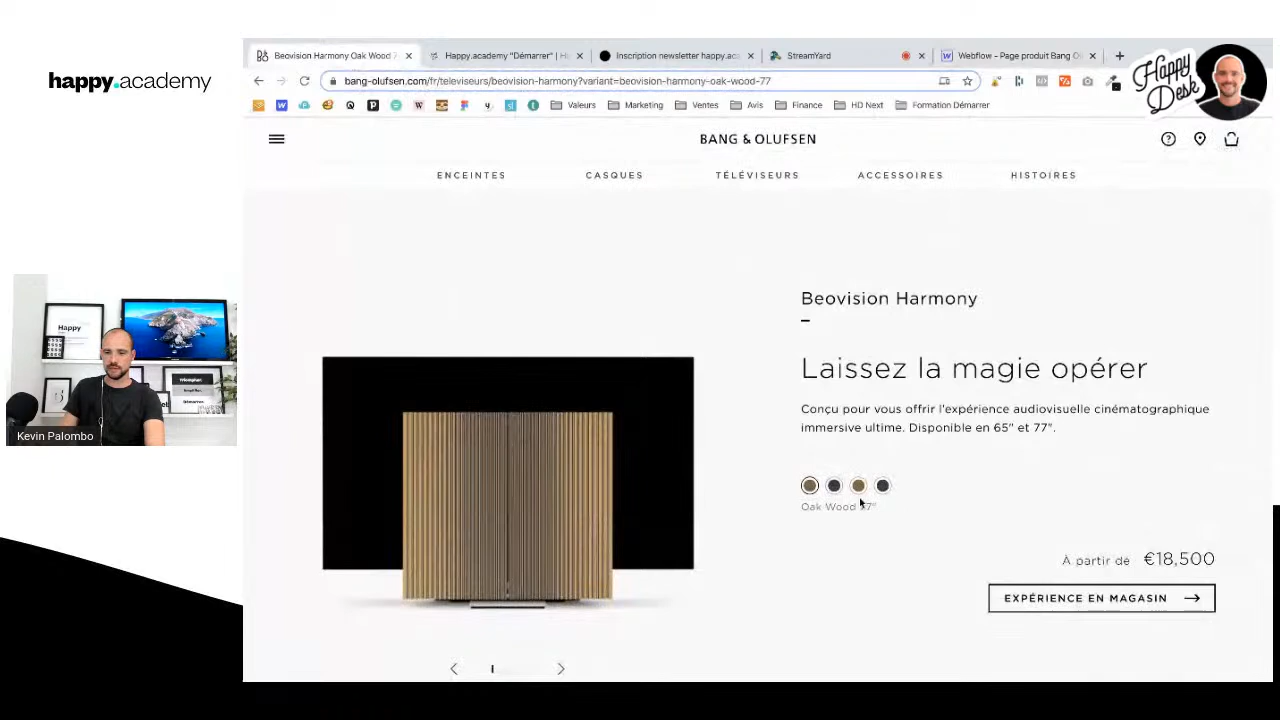 happy.academy
Beovision Harmony Oak Wood 7
Happy.academy "Démarrer" | H
Inscription newsletter happy.aca
StreamYard
Webflow - Page produit Bang O
bang-olufsen.com/fr/televiseurs/beovision-harmony?variant=beovision-harmony-oak-wood-77
Valeurs
Marketing
Ventes
Avis
Finance
HD Next
Formation Démarrer
Happy Desk
BANG & OLUFSEN
ENCEINTES
CASQUES
TÉLÉVISEURS
ACCESSOIRES
HISTOIRES
Beovision Harmony
Laissez la magie opérer
Conçu pour vous offrir l'expérience audiovisuelle cinématographique
immersive ultime. Disponible en 65" et 77".
Oak Wood 77"
À partir de €18,500
EXPÉRIENCE EN MAGASIN
Happy
Kevin Palombo